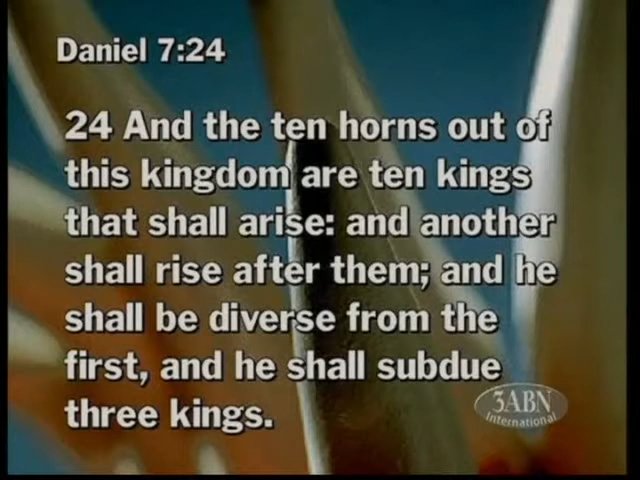 Daniel 7:24
24 And the ten horns out of
this kingdom are ten kings
that shall arise: and another
shall rise after them; and he
shall be diverse from the
first, and he shall subdue
three kings.
3ABN
International